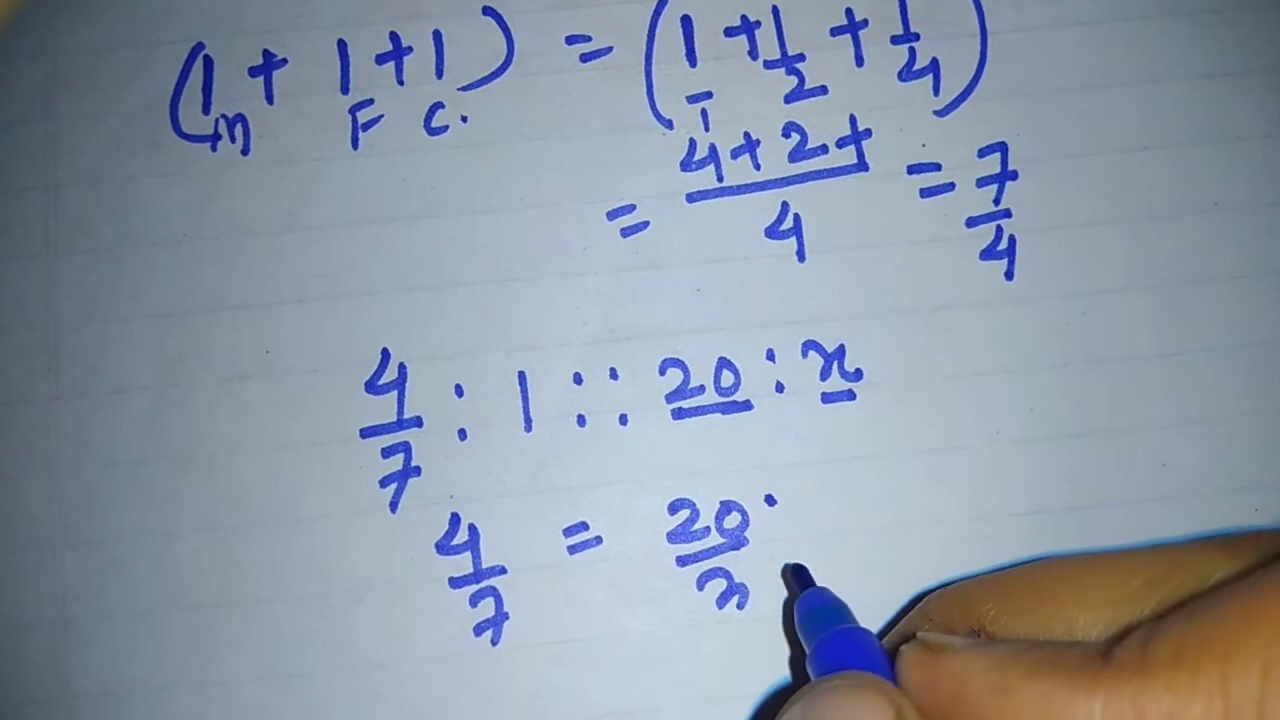 (1 m + 1 F + 1 C.) = (1/1 + 1/2 + 1/4)
= 4+2+/4 = 7/4
4/7 : 1 :: 20 : x
4/7 = 20/x